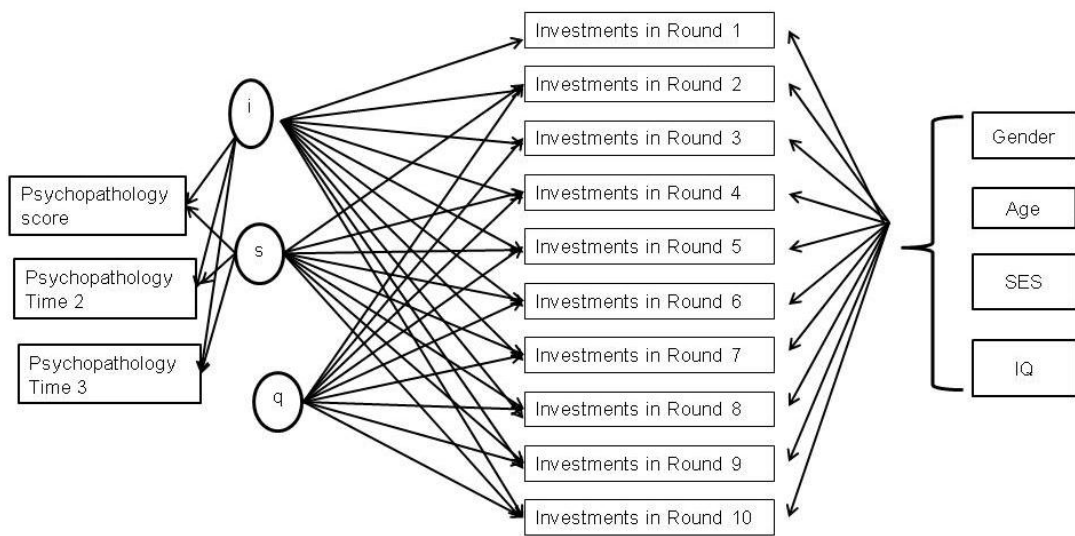 i
s
q
Psychopathology
score
Psychopathology
Time 2
Psychopathology
Time 3
Investments in Round 1
Investments in Round 2
Investments in Round 3
Investments in Round 4
Investments in Round 5
Investments in Round 6
Investments in Round 7
Investments in Round 8
Investments in Round 9
Investments in Round 10
Gender
Age
SES
IQ